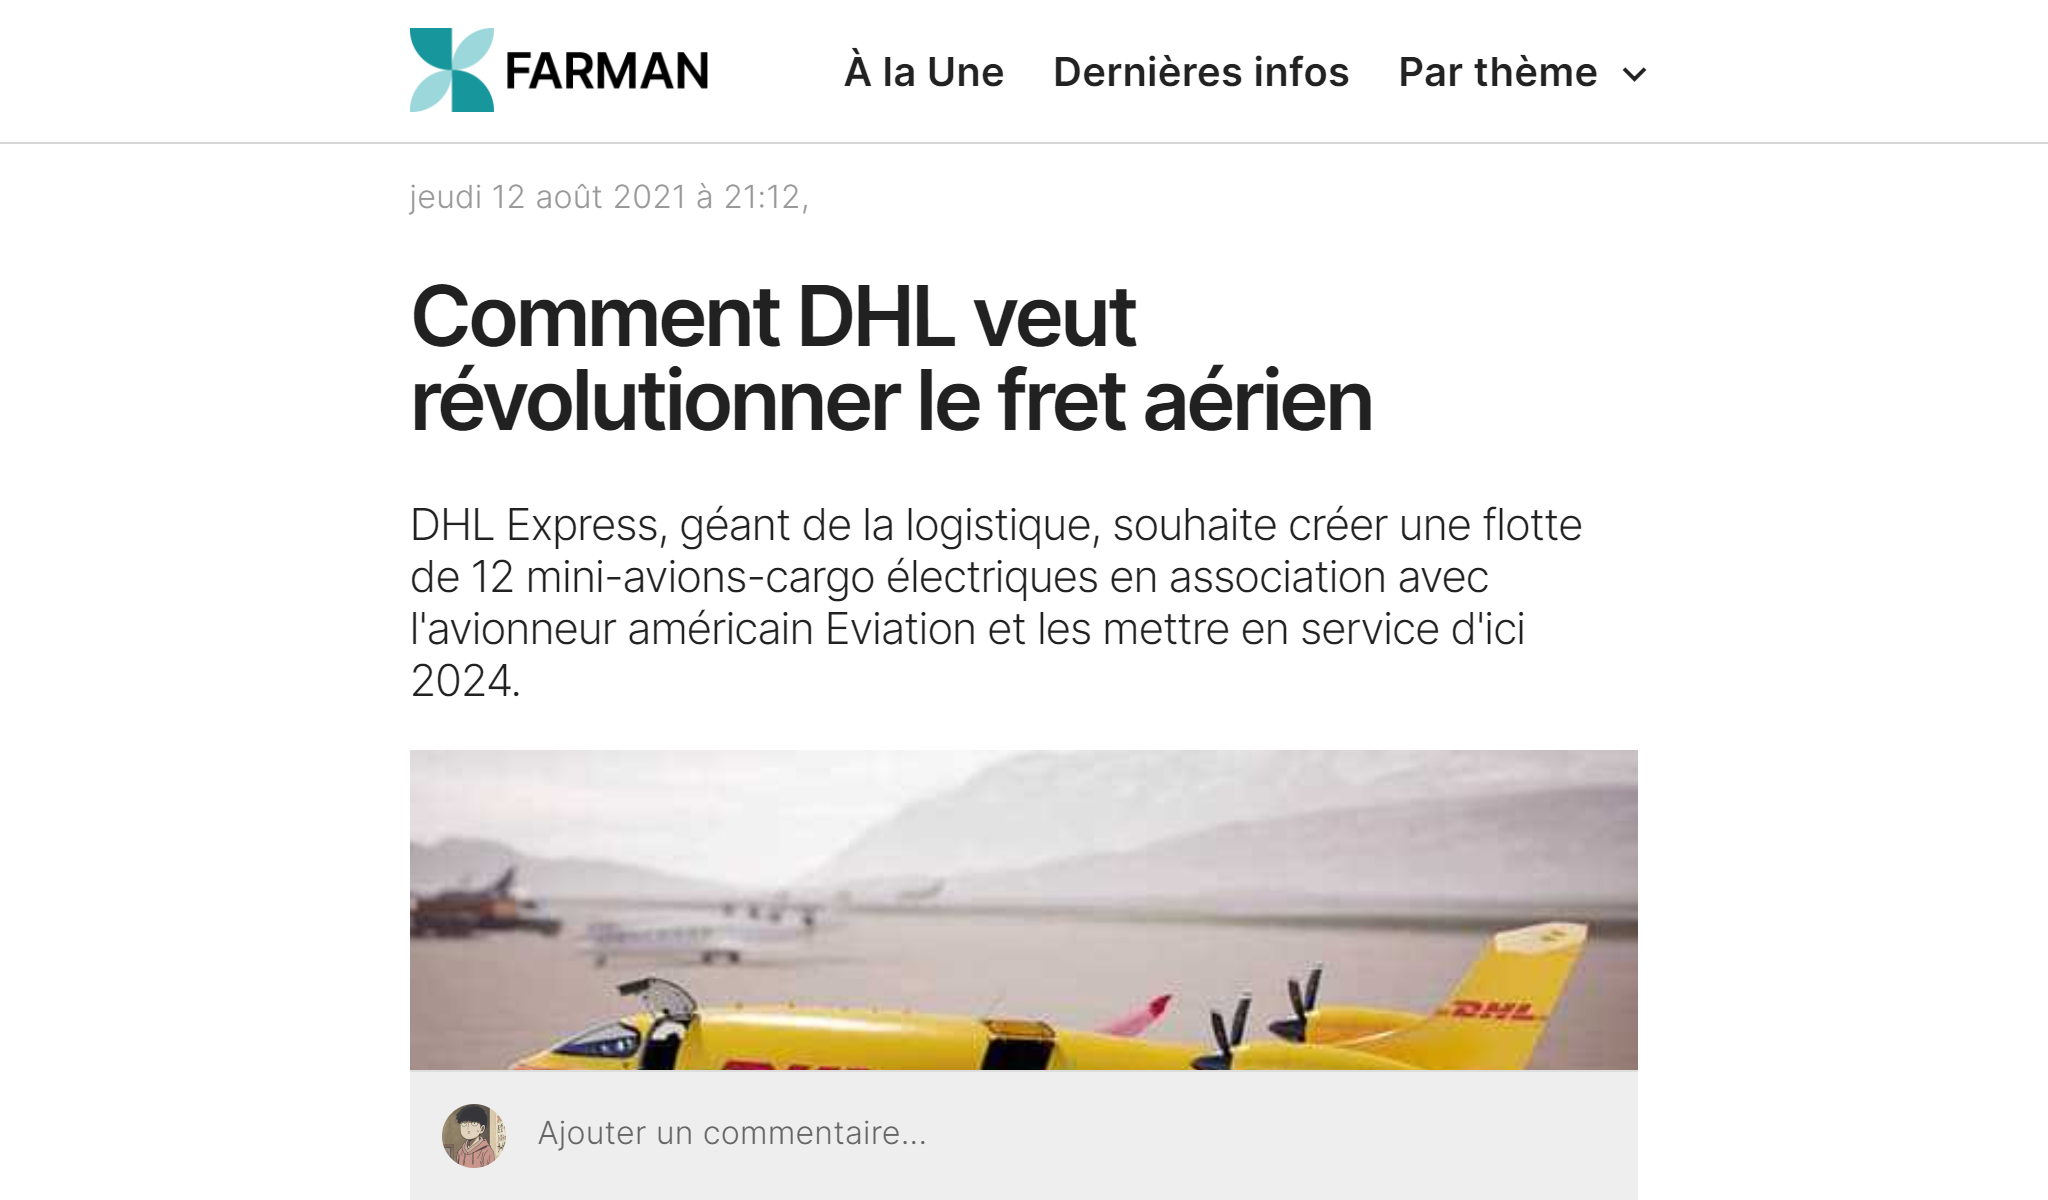 FARMAN
À la Une
Dernières infos
Par thème
jeudi 12 août 2021 à 21:12,
Comment DHL veut
révolutionner le fret aérien
DHL Express, géant de la logistique, souhaite créer une flotte
de 12 mini-avions-cargo électriques en association avec
l'avionneur américain Eviation et les mettre en service d'ici
2024.
DHL
Ajouter un commentaire...